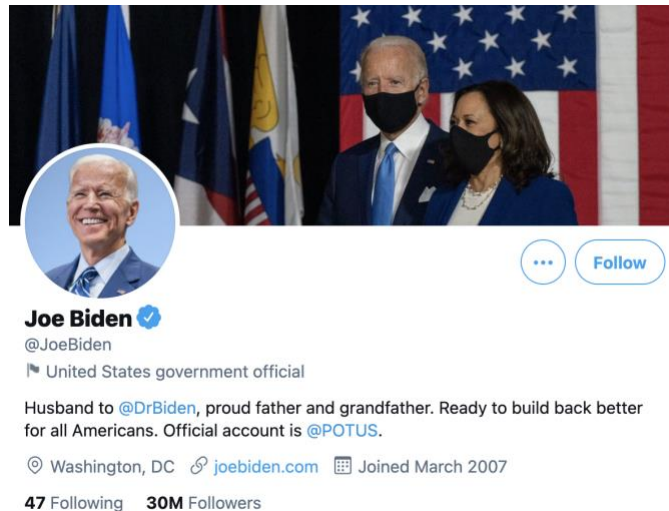 Follow
Joe Biden
@JoeBiden
United States government official
Husband to @DrBiden, proud father and grandfather. Ready to build back better
for all Americans. Official account is @POTUS.
Washington, DC joebiden.com Joined March 2007
47 Following 30M Followers